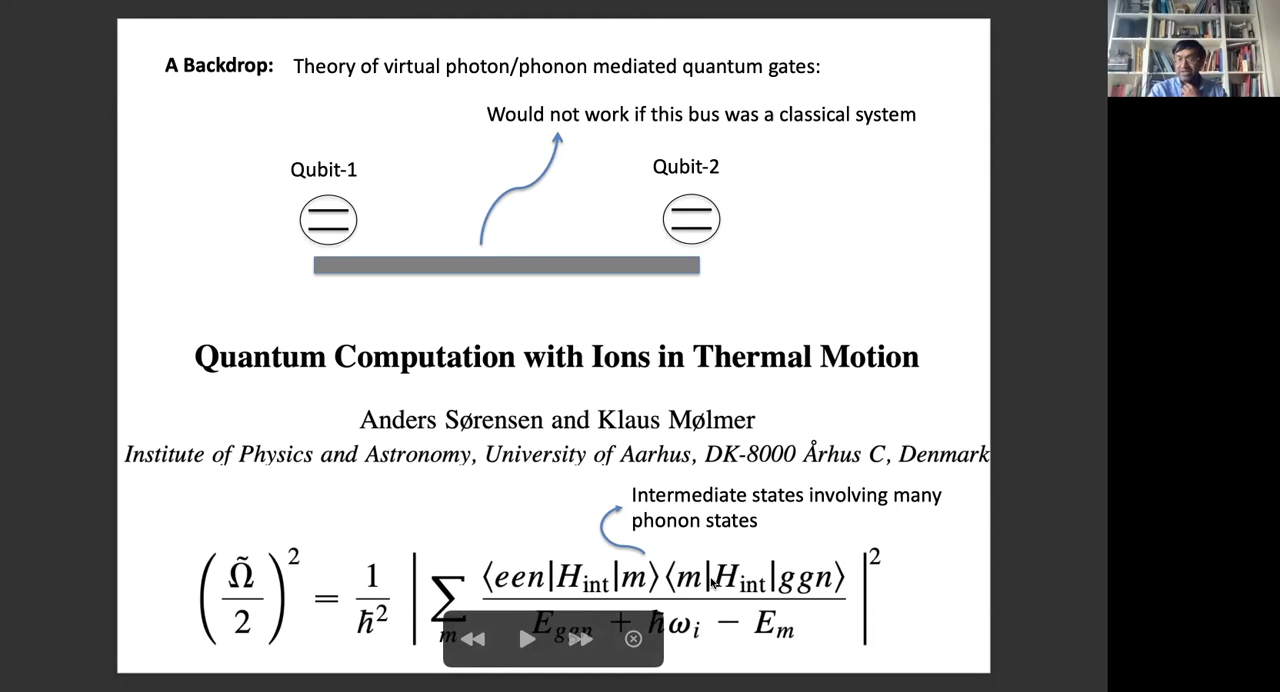 A Backdrop: Theory of virtual photon/phonon mediated quantum gates:
Would not work if this bus was a classical system
Qubit-1
Qubit-2
Quantum Computation with Ions in Thermal Motion
Anders Sørensen and Klaus Mølmer
Institute of Physics and Astronomy, University of Aarhus, DK-8000 Århus C, Denmark
Intermediate states involving many
phonon states
(Ω̃/2)² = 1/ħ² |∑ₘ ⟨een|H_int|m⟩⟨m|H_int|ggn⟩ / E_ggn + ħω_i − E_m|²